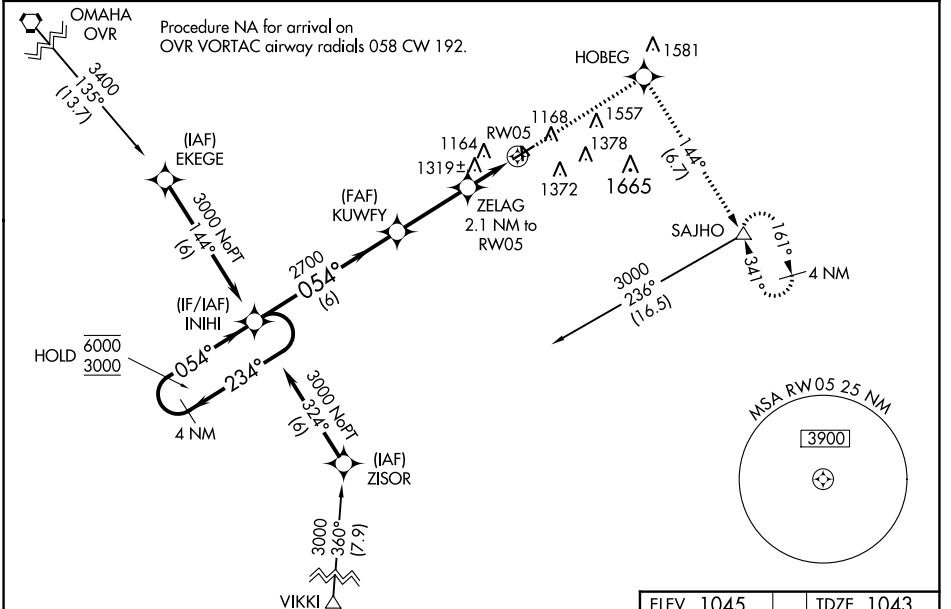 OMAHA
OVR
Procedure NA for arrival on
OVR VORTAC airway radials 058 CW 192.
3400
135°
(13.7)
(IAF)
EKEGE
3000 NoPT
144°
(6)
HOBEG
1581
1557
1168
RW05
1164
1319±
1378
1372
1665
144°
(6.7)
(FAF)
KUWFY
ZELAG
2.1 NM to
RW05
SAJHO
161°
341°
4 NM
3000
236°
(16.5)
2700
054°
(6)
(IF/IAF)
INIHI
HOLD
6000
3000
054°
234°
4 NM
3000 NoPT
324°
(6)
(IAF)
ZISOR
3000
360°
(7.9)
VIKKI
MSA RW05 25 NM
3900
ELEV 1045
TDZE 1043